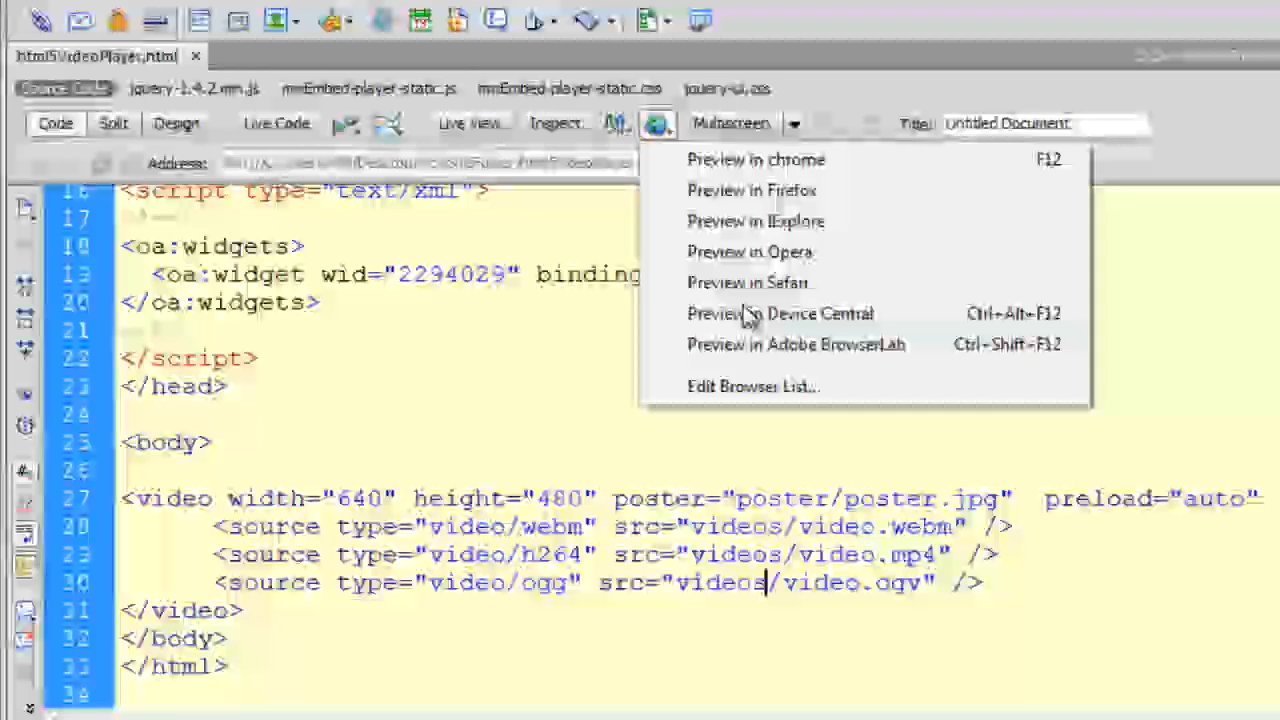 html5VideoPlayer.html ×
Source Code jquery-1.4.2.min.js mwEmbed-player-static.js mwEmbed-player-static.css jquery-ui.css
Code Split Design Live Code Live View Inspect Multiscreen Title: Untitled Document
Address:
Preview in chrome F12
Preview in Firefox
Preview in IExplore
Preview in Opera
Preview in Safari
Preview in Device Central Ctrl+Alt+F12
Preview in Adobe BrowserLab Ctrl+Shift+F12
Edit Browser List...
16 <script type="text/xml">
17
18 <oa:widgets>
19 <oa:widget wid="2294029" binding
20 </oa:widgets>
21
22 </script>
23 </head>
24
25 <body>
26
27 <video width="640" height="480" poster="poster/poster.jpg" preload="auto"
28 <source type="video/webm" src="videos/video.webm" />
29 <source type="video/h264" src="videos/video.mp4" />
30 <source type="video/ogg" src="videos/video.ogv" />
31 </video>
32 </body>
33 </html>
34